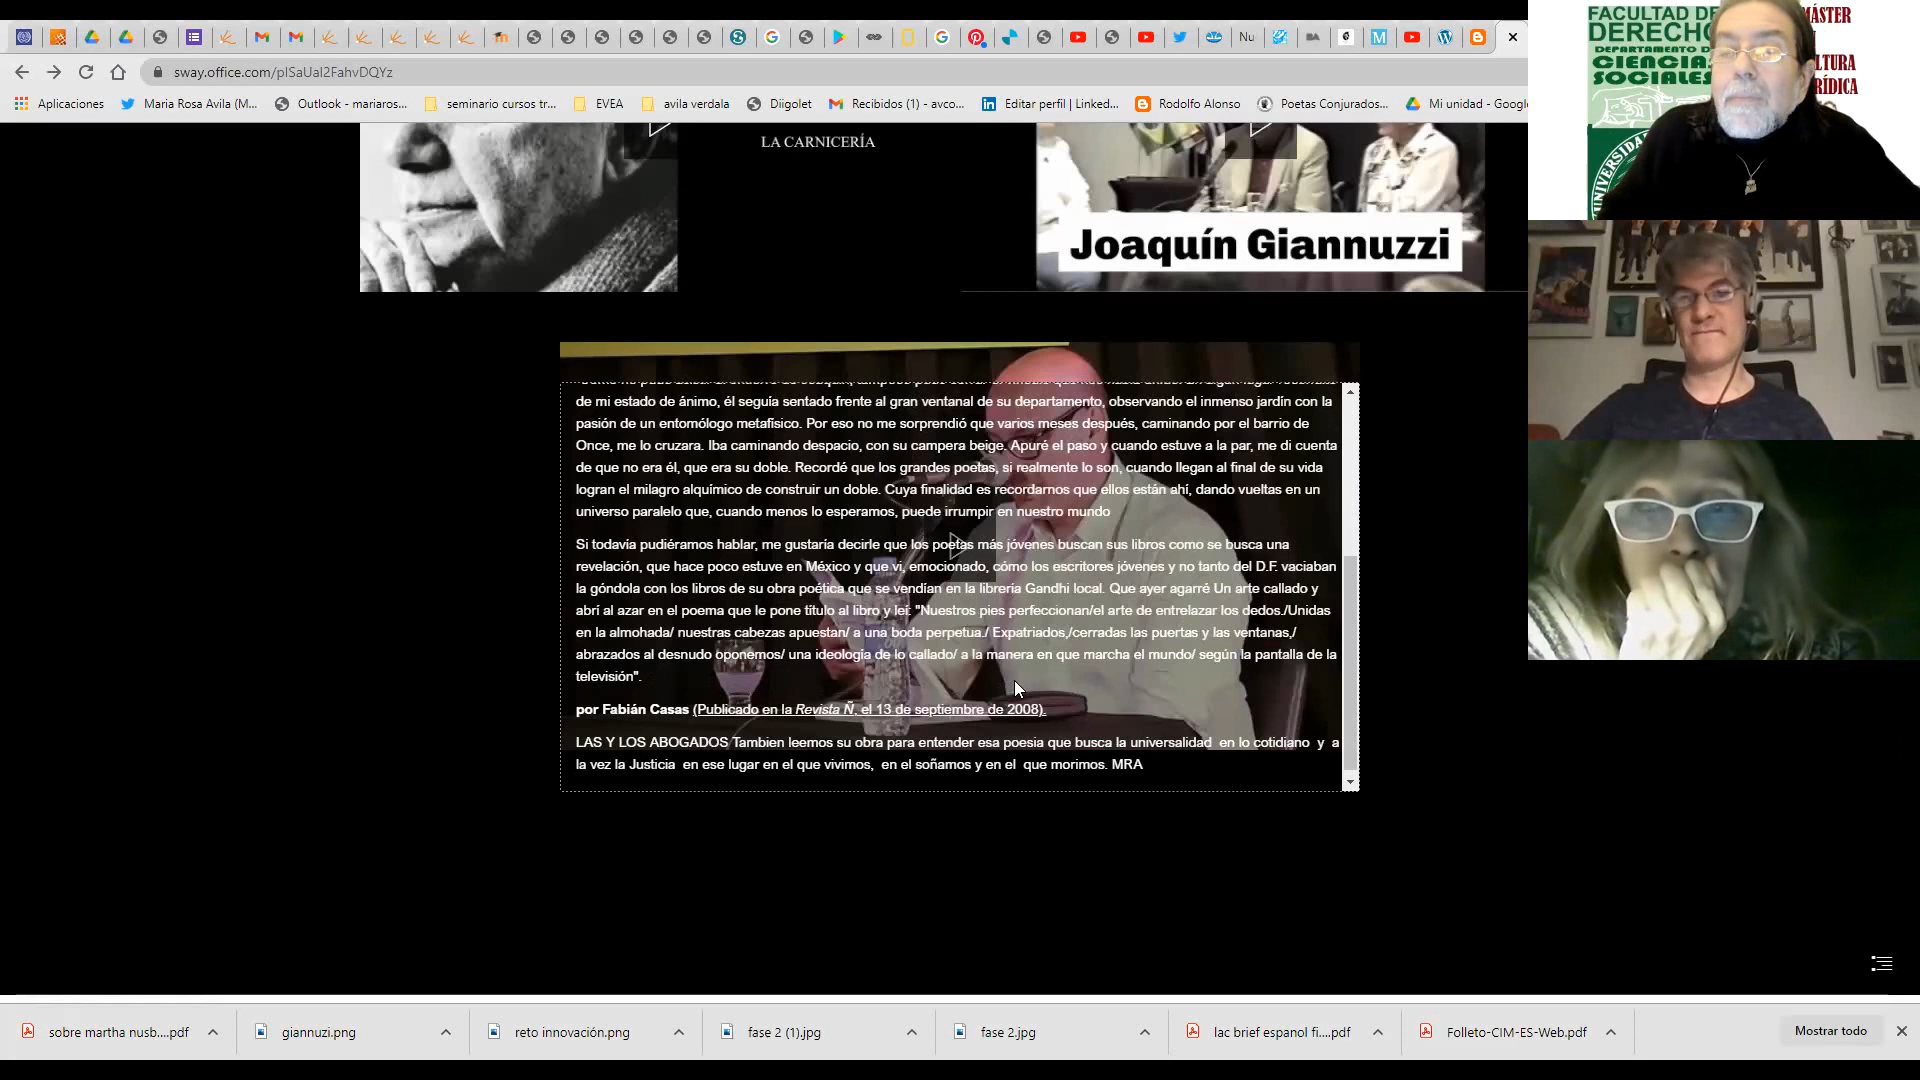 Nu
BA
sway.office.com/pISaUaI2FahvDQYz
Aplicaciones
Maria Rosa Avila (M...
Outlook - mariaros...
seminario cursos tr...
EVEA
avila verdala
Diigolet
Recibidos (1) - avco...
Editar perfil | Linked...
Rodolfo Alonso
Poetas Conjurados...
Mi unidad - Google
LA CARNICERÍA
Joaquín Giannuzzi
de mi estado de ánimo, él seguía sentado frente al gran ventanal de su departamento, observando el inmenso jardín con la
pasión de un entomólogo metafísico. Por eso no me sorprendió que varios meses después, caminando por el barrio de
Once, me lo cruzara. Iba caminando despacio, con su campera beige. Apuré el paso y cuando estuve a la par, me di cuenta
de que no era él, que era su doble. Recordé que los grandes poetas, si realmente lo son, cuando llegan al final de su vida
logran el milagro alquímico de construir un doble. Cuya finalidad es recordarnos que ellos están ahí, dando vueltas en un
universo paralelo que, cuando menos lo esperamos, puede irrumpir en nuestro mundo
Si todavía pudiéramos hablar, me gustaría decirle que los poetas más jóvenes buscan sus libros como se busca una
revelación, que hace poco estuve en México y que vi, emocionado, cómo los escritores jóvenes y no tanto del D.F. vaciaban
la góndola con los libros de su obra poética que se vendían en la librería Gandhi local. Que ayer agarré Un arte callado y
abrí al azar en el poema que le pone título al libro y leí: "Nuestros pies perfeccionan/el arte de entrelazar los dedos./Unidas
en la almohada/ nuestras cabezas apuestan/ a una boda perpetua./ Expatriados,/cerradas las puertas y las ventanas,/
abrazados al desnudo oponemos/ una ideología de lo callado/ a la manera en que marcha el mundo/ según la pantalla de la
televisión".
por Fabián Casas (Publicado en la Revista Ñ, el 13 de septiembre de 2008).
LAS Y LOS ABOGADOS Tambien leemos su obra para entender esa poesia que busca la universalidad en lo cotidiano y a
la vez la Justicia en ese lugar en el que vivimos, en el soñamos y en el que morimos. MRA
FACULTAD DE
DERECHO
DEPARTAMENTO D
CIENCIAS
SOCIALES
MÁSTER
LTURA
RÍDICA
UNIVERSIDA
sobre martha nusb....pdf
giannuzi.png
reto innovación.png
fase 2 (1).jpg
fase 2.jpg
lac brief espanol fi....pdf
Folleto-CIM-ES-Web.pdf
Mostrar todo